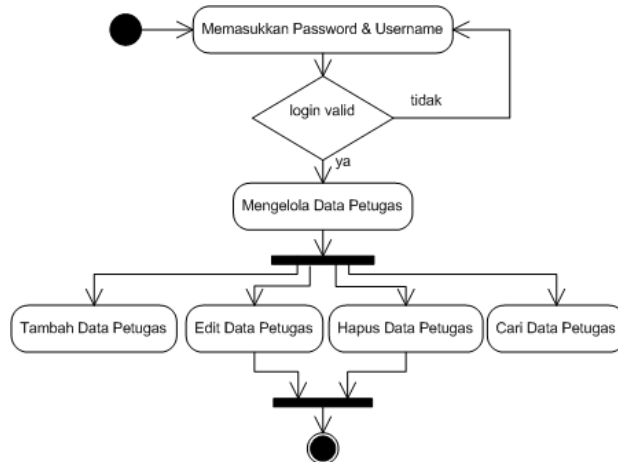 Memasukkan Password & Username
login valid
tidak
ya
Mengelola Data Petugas
Tambah Data Petugas
Edit Data Petugas
Hapus Data Petugas
Cari Data Petugas